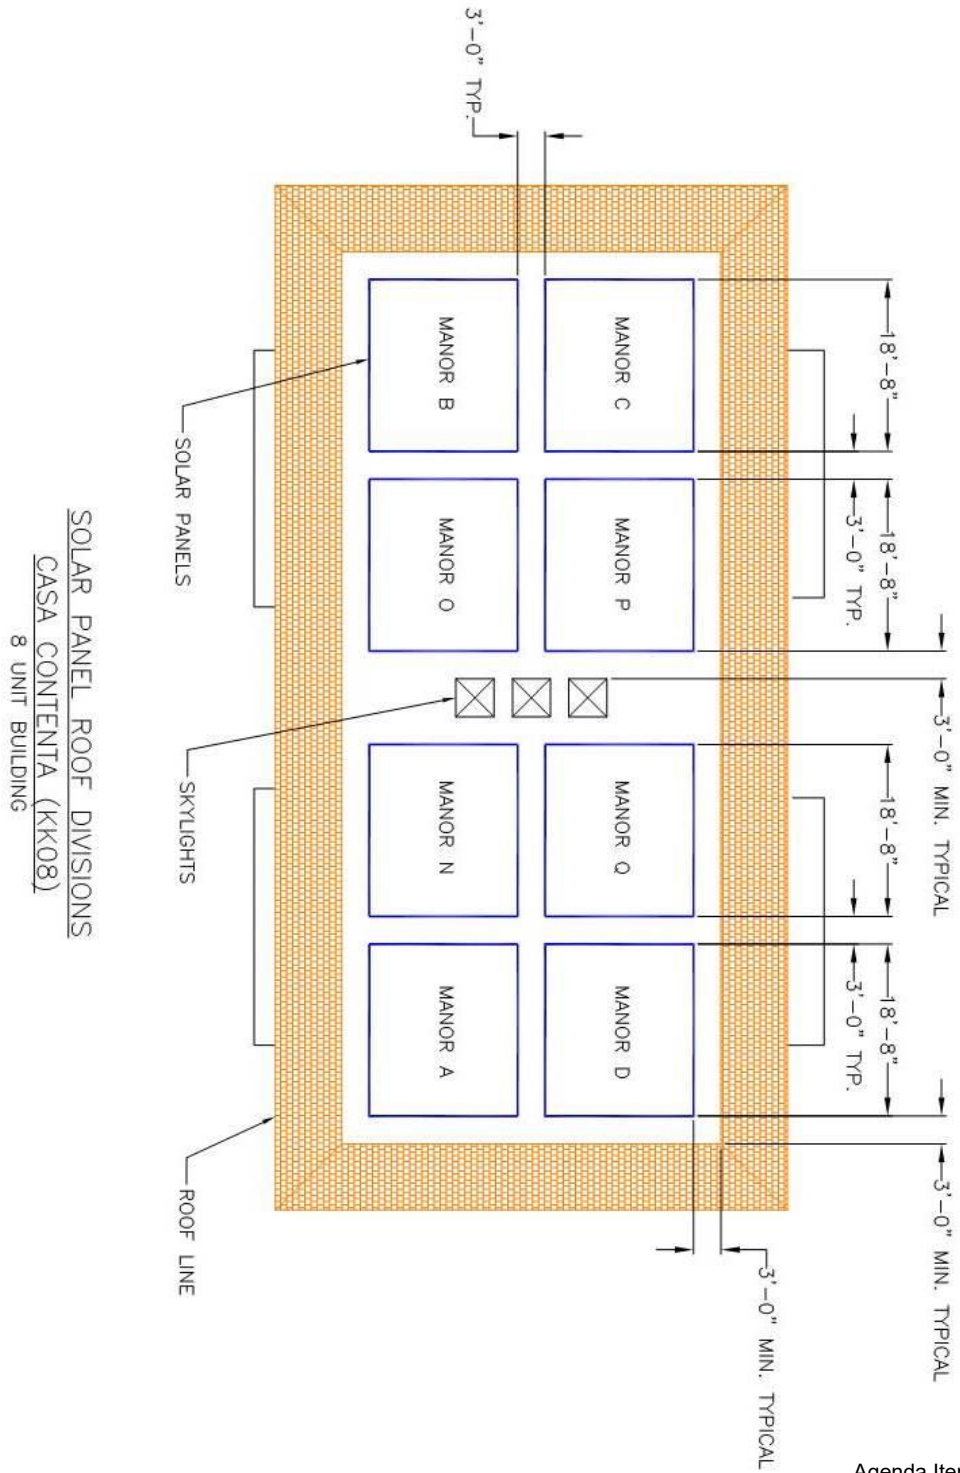 3'-0" MIN. TYPICAL
3'-0" MIN. TYPICAL
18'-8"
18'-8"
18'-8"
18'-8"
3'-0" TYP.
3'-0" TYP.
3'-0" MIN. TYPICAL
MANOR C
MANOR P
MANOR Q
MANOR D
3'-0" TYP.
MANOR B
MANOR O
MANOR N
MANOR A
SOLAR PANELS
SKYLIGHTS
ROOF LINE
SOLAR PANEL ROOF DIVISIONS
CASA CONTENTA (KK08)
8 UNIT BUILDING
Agenda